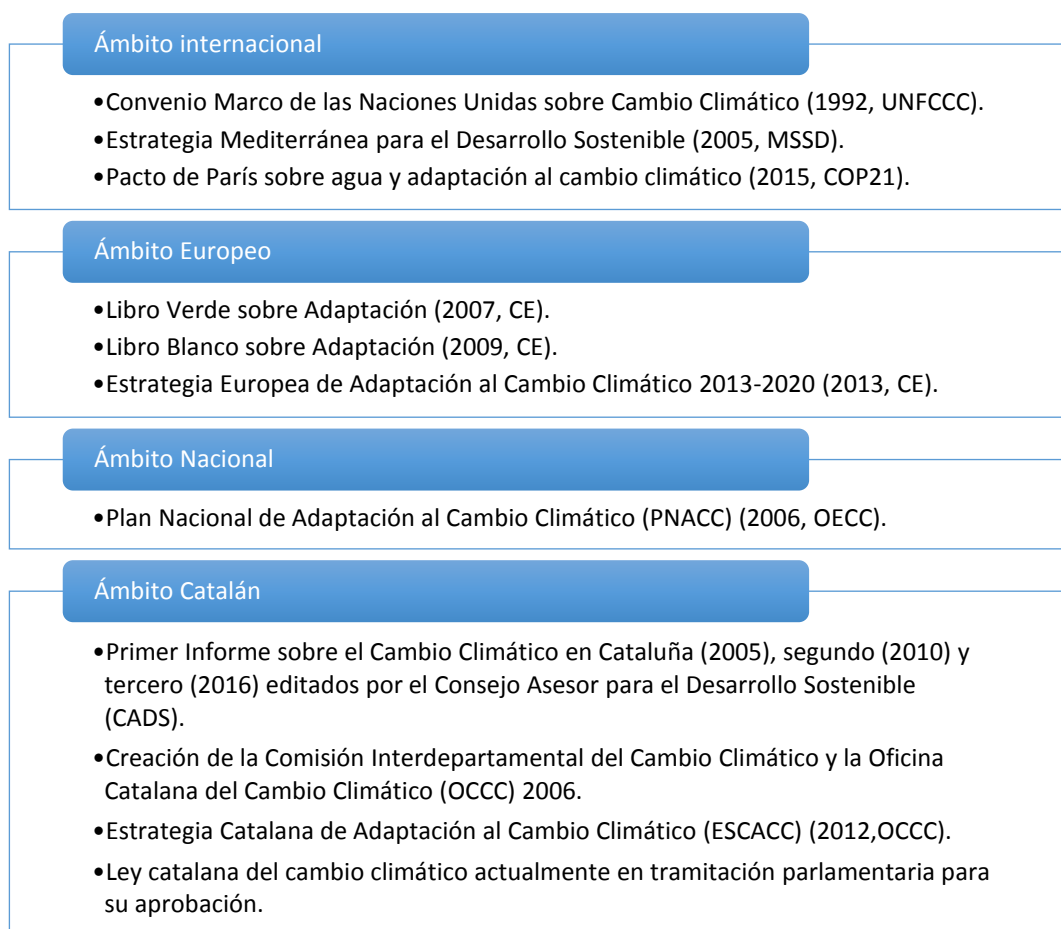 Ámbito internacional
•Convenio Marco de las Naciones Unidas sobre Cambio Climático (1992, UNFCCC).
•Estrategia Mediterránea para el Desarrollo Sostenible (2005, MSSD).
•Pacto de París sobre agua y adaptación al cambio climático (2015, COP21).
Ámbito Europeo
•Libro Verde sobre Adaptación (2007, CE).
•Libro Blanco sobre Adaptación (2009, CE).
•Estrategia Europea de Adaptación al Cambio Climático 2013-2020 (2013, CE).
Ámbito Nacional
•Plan Nacional de Adaptación al Cambio Climático (PNACC) (2006, OECC).
Ámbito Catalán
•Primer Informe sobre el Cambio Climático en Cataluña (2005), segundo (2010) y
tercero (2016) editados por el Consejo Asesor para el Desarrollo Sostenible
(CADS).
•Creación de la Comisión Interdepartamental del Cambio Climático y la Oficina
Catalana del Cambio Climático (OCCC) 2006.
•Estrategia Catalana de Adaptación al Cambio Climático (ESCACC) (2012,OCCC).
•Ley catalana del cambio climático actualmente en tramitación parlamentaria para
su aprobación.